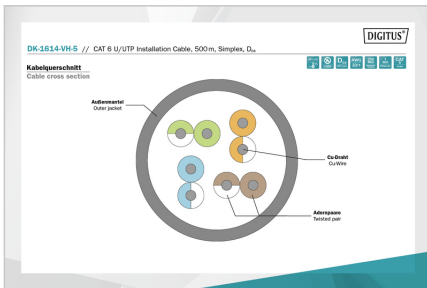 DIGITUS®
DK-1614-VH-5 // CAT 6 U/UTP Installation Cable, 500 m, Simplex, Dca
Kabelquerschnitt
Cable cross section
Außenmantel
Outer jacket
Cu-Draht
Cu-Wire
Adernpaare
Twisted pair